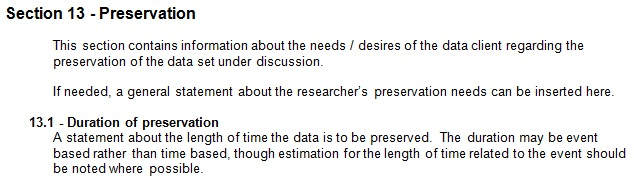 Section 13 - Preservation
This section contains information about the needs / desires of the data client regarding the
preservation of the data set under discussion.
If needed, a general statement about the researcher's preservation needs can be inserted here.
13.1 - Duration of preservation
A statement about the length of time the data is to be preserved. The duration may be event
based rather than time based, though estimation for the length of time related to the event should
be noted where possible.